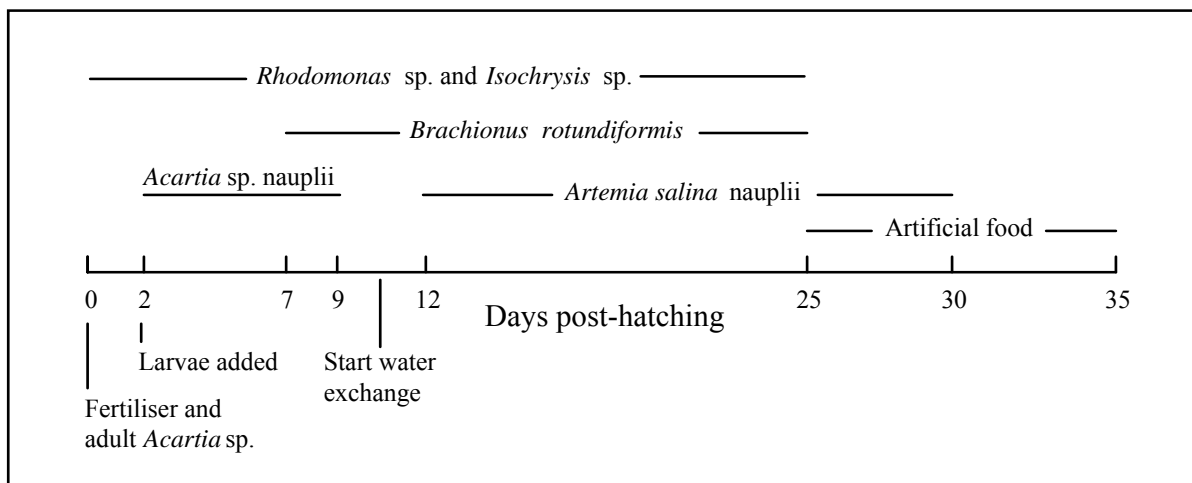 Rhodomonas sp. and Isochrysis sp.
Brachionus rotundiformis
Acartia sp. nauplii
Artemia salina nauplii
Artificial food
0 2 7 9 12 25 30 35
Days post-hatching
Larvae added
Start water
exchange
Fertiliser and
adult Acartia sp.